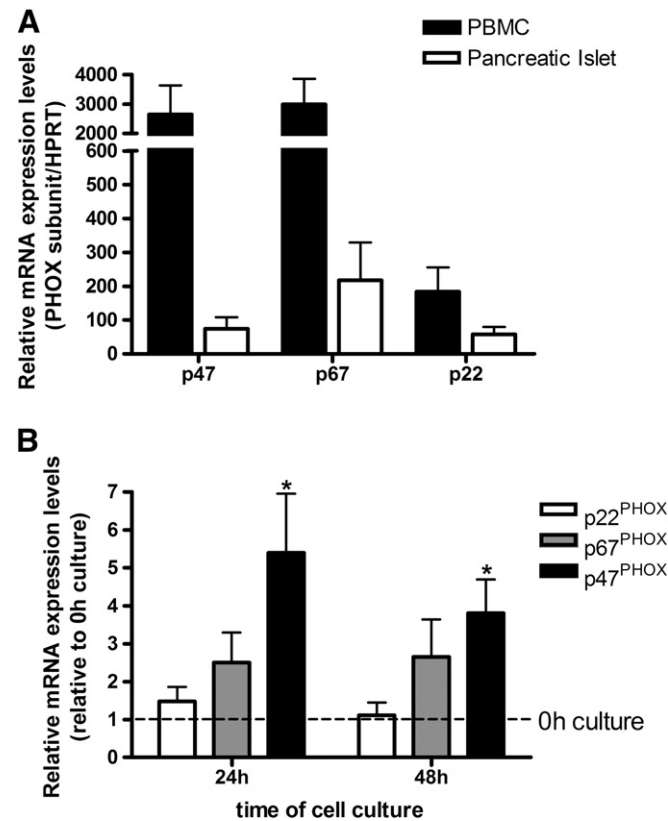 A
PBMC
Pancreatic Islet
Relative mRNA expression levels
(PHOX subunit/HPRT)
4000
3000
2000
600
500
400
300
200
100
0
p47
p67
p22
B
Relative mRNA expression levels
(relative to 0h culture)
7
6
5
4
3
2
1
0
*
*
p22PHOX
p67PHOX
p47PHOX
0h culture
24h
48h
time of cell culture